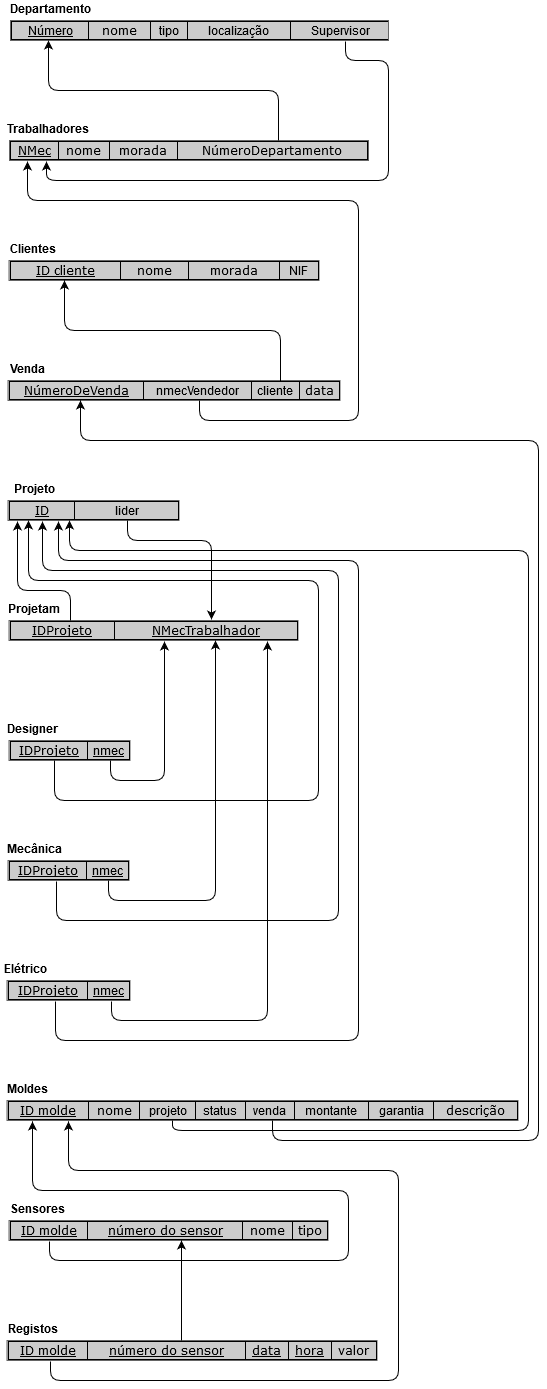 Departamento
Número nome tipo localização Supervisor
Trabalhadores
NMec nome morada NúmeroDepartamento
Clientes
ID cliente nome morada NIF
Venda
NúmeroDeVenda nmecVendedor cliente data
Projeto
ID lider
Projetam
IDProjeto NMecTrabalhador
Designer
IDProjeto nmec
Mecânica
IDProjeto nmec
Elétrico
IDProjeto nmec
Moldes
ID molde nome projeto status venda montante garantia descrição
Sensores
ID molde número do sensor nome tipo
Registos
ID molde número do sensor data hora valor